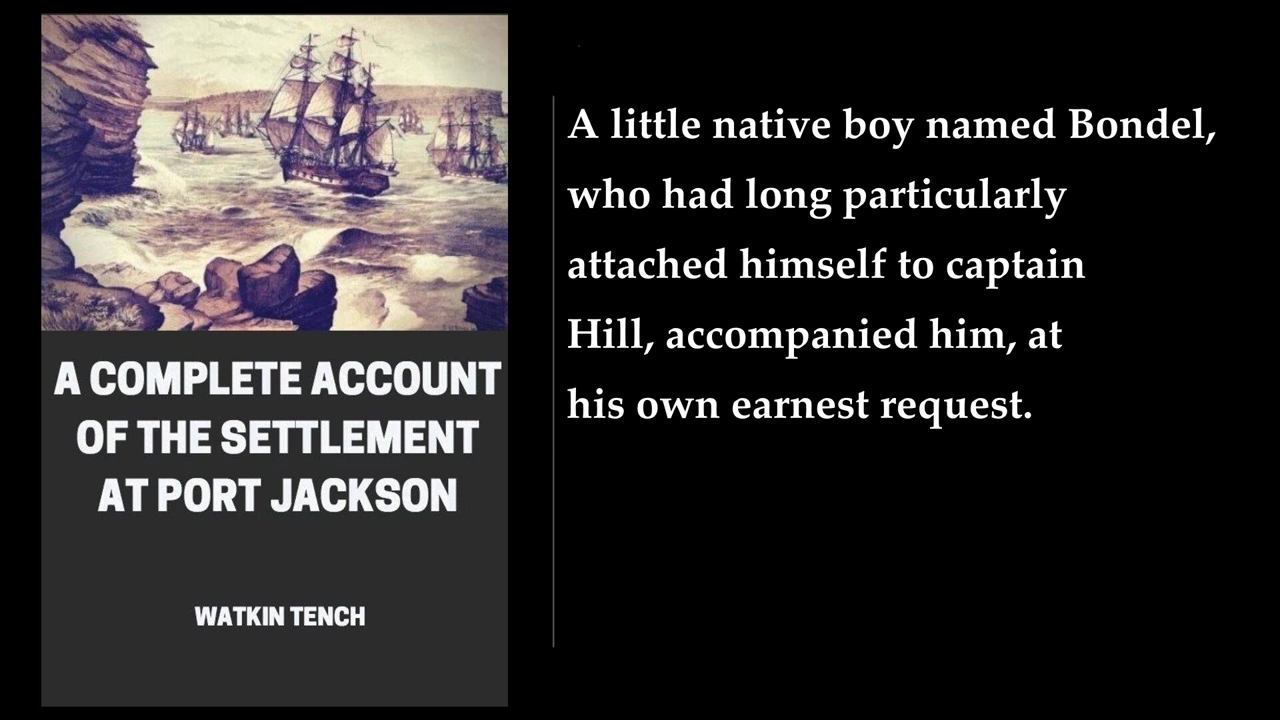 A COMPLETE ACCOUNT
OF THE SETTLEMENT
AT PORT JACKSON
WATKIN TENCH
A little native boy named Bondel,
who had long particularly
attached himself to captain
Hill, accompanied him, at
his own earnest request.